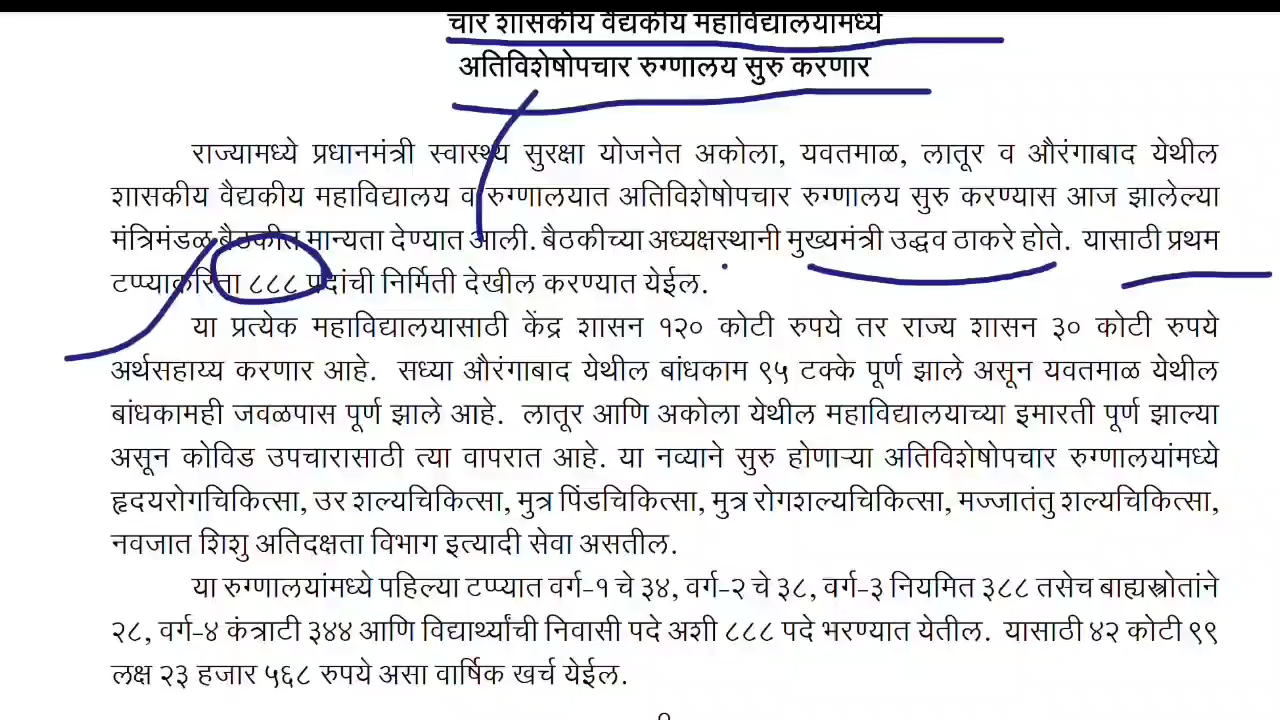 चार शासकीय वैद्यकीय महाविद्यालयामध्ये
अतिविशेषोपचार रुग्णालय सुरु करणार
राज्यामध्ये प्रधानमंत्री स्वास्थ्य सुरक्षा योजनेत अकोला, यवतमाळ, लातूर व औरंगाबाद येथील
शासकीय वैद्यकीय महाविद्यालय व रुग्णालयात अतिविशेषोपचार रुग्णालय सुरु करण्यास आज झालेल्या
मंत्रिमंडळ बैठकीत मान्यता देण्यात आली. बैठकीच्या अध्यक्षस्थानी मुख्यमंत्री उद्धव ठाकरे होते. यासाठी प्रथम
टप्प्याकरिता ८८८ पदांची निर्मिती देखील करण्यात येईल.
या प्रत्येक महाविद्यालयासाठी केंद्र शासन १२० कोटी रुपये तर राज्य शासन ३० कोटी रुपये
अर्थसहाय्य करणार आहे. सध्या औरंगाबाद येथील बांधकाम ९५ टक्के पूर्ण झाले असून यवतमाळ येथील
बांधकामही जवळपास पूर्ण झाले आहे. लातूर आणि अकोला येथील महाविद्यालयाच्या इमारती पूर्ण झाल्या
असून कोविड उपचारासाठी त्या वापरात आहे. या नव्याने सुरु होणाऱ्या अतिविशेषोपचार रुग्णालयांमध्ये
हृदयरोगचिकित्सा, उर शल्यचिकित्सा, मुत्र पिंडचिकित्सा, मुत्र रोगशल्यचिकित्सा, मज्जातंतु शल्यचिकित्सा,
नवजात शिशु अतिदक्षता विभाग इत्यादी सेवा असतील.
या रुग्णालयांमध्ये पहिल्या टप्प्यात वर्ग-१ चे ३४, वर्ग-२ चे ३८, वर्ग-३ नियमित ३८८ तसेच बाह्यस्त्रोतांने
२८, वर्ग-४ कंत्राटी ३४४ आणि विद्यार्थ्यांची निवासी पदे अशी ८८८ पदे भरण्यात येतील. यासाठी ४२ कोटी ९९
लक्ष २३ हजार ५६८ रुपये असा वार्षिक खर्च येईल.